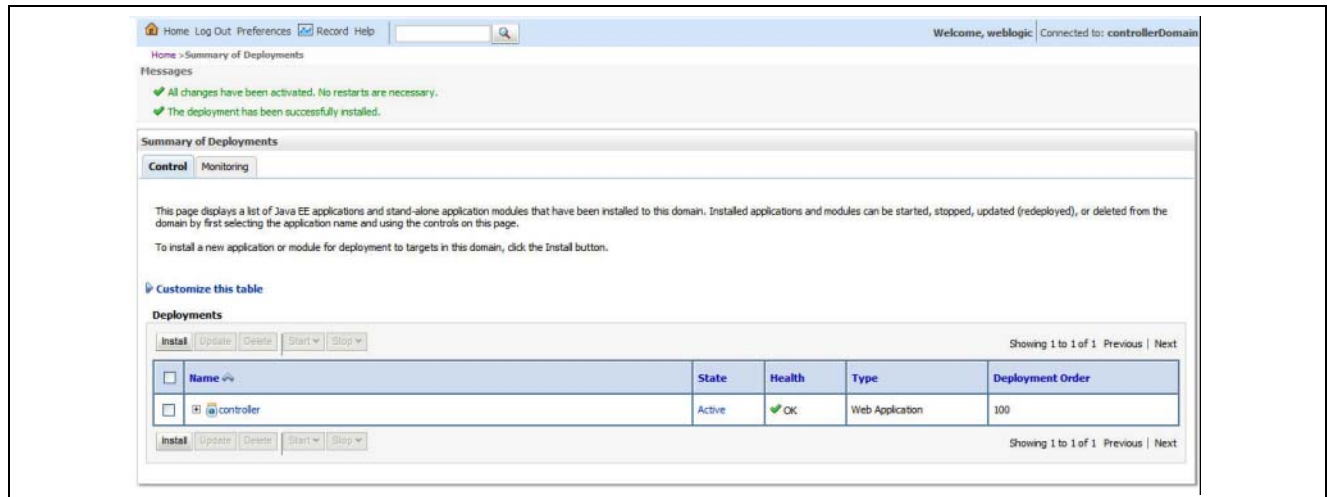 Home Log Out Preferences Record Help
Welcome, weblogic Connected to: controllerDomain
Home >Summary of Deployments
Messages
All changes have been activated. No restarts are necessary.
The deployment has been successfully installed.
Summary of Deployments
Control Monitoring
This page displays a list of Java EE applications and stand-alone application modules that have been installed to this domain. Installed applications and modules can be started, stopped, updated (redeployed), or deleted from the
domain by first selecting the application name and using the controls on this page.
To install a new application or module for deployment to targets in this domain, click the Install button.
Customize this table
Deployments
Install Update Delete Start Stop
Showing 1 to 1 of 1 Previous | Next
Name State Health Type Deployment Order
controller Active OK Web Application 100
Install Update Delete Start Stop
Showing 1 to 1 of 1 Previous | Next